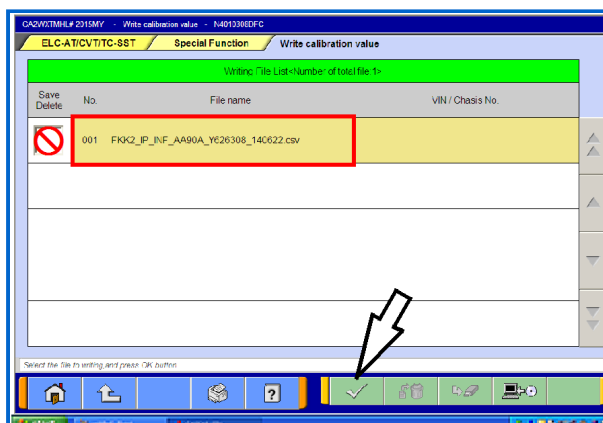 CA2WXTMHL# 2015MY - Write calibration value - N4010308DFC
ELC-AT/CVT/TC-SST Special Function Write calibration value
Writing File List<Number of total file:1>
Save
Delete No. File name VIN / Chasis No.
001 FKK2_IP_INF_AA90A_Y626308_140622.csv
Select the file to writing and press OK button
?